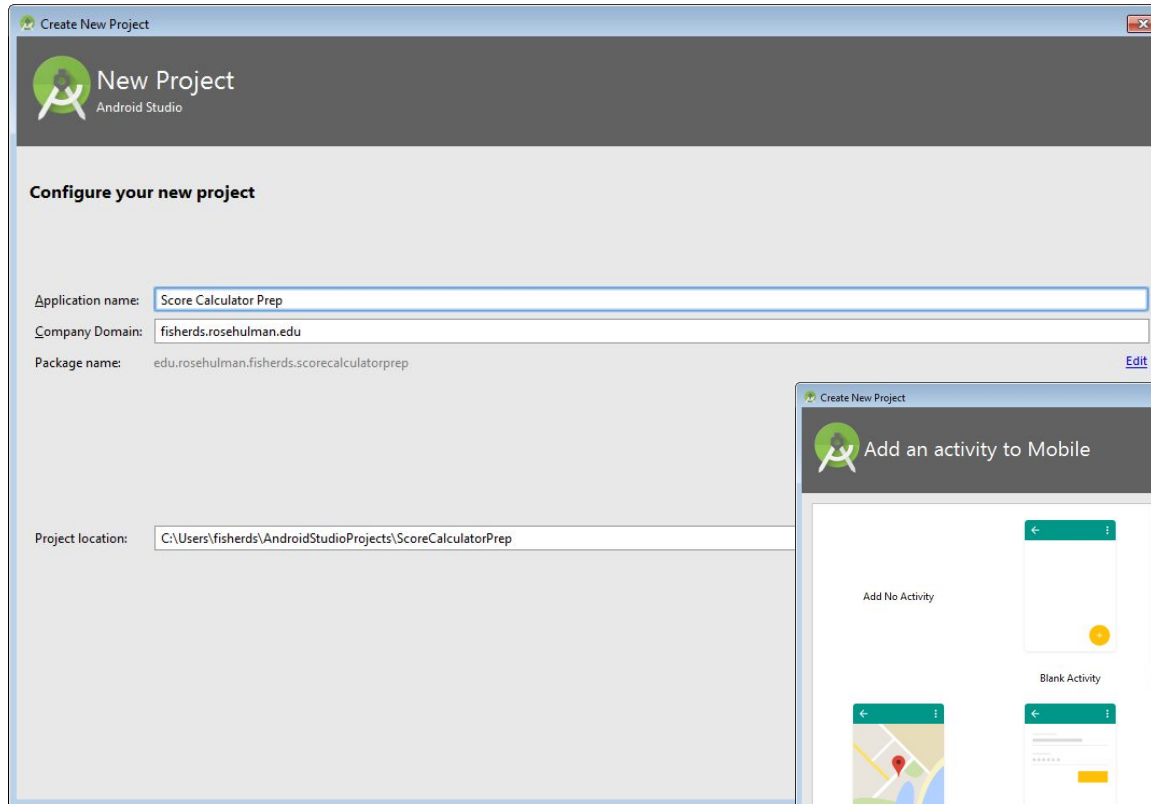 Create New Project
New Project
Android Studio
Configure your new project
Application name: Score Calculator Prep
Company Domain: fisherds.rosehulman.edu
Package name: edu.rosehulman.fisherds.scorecalculatorprep Edit
Project location: C:\Users\fisherds\AndroidStudioProjects\ScoreCalculatorPrep
Create New Project
Add an activity to Mobile
Add No Activity
Blank Activity